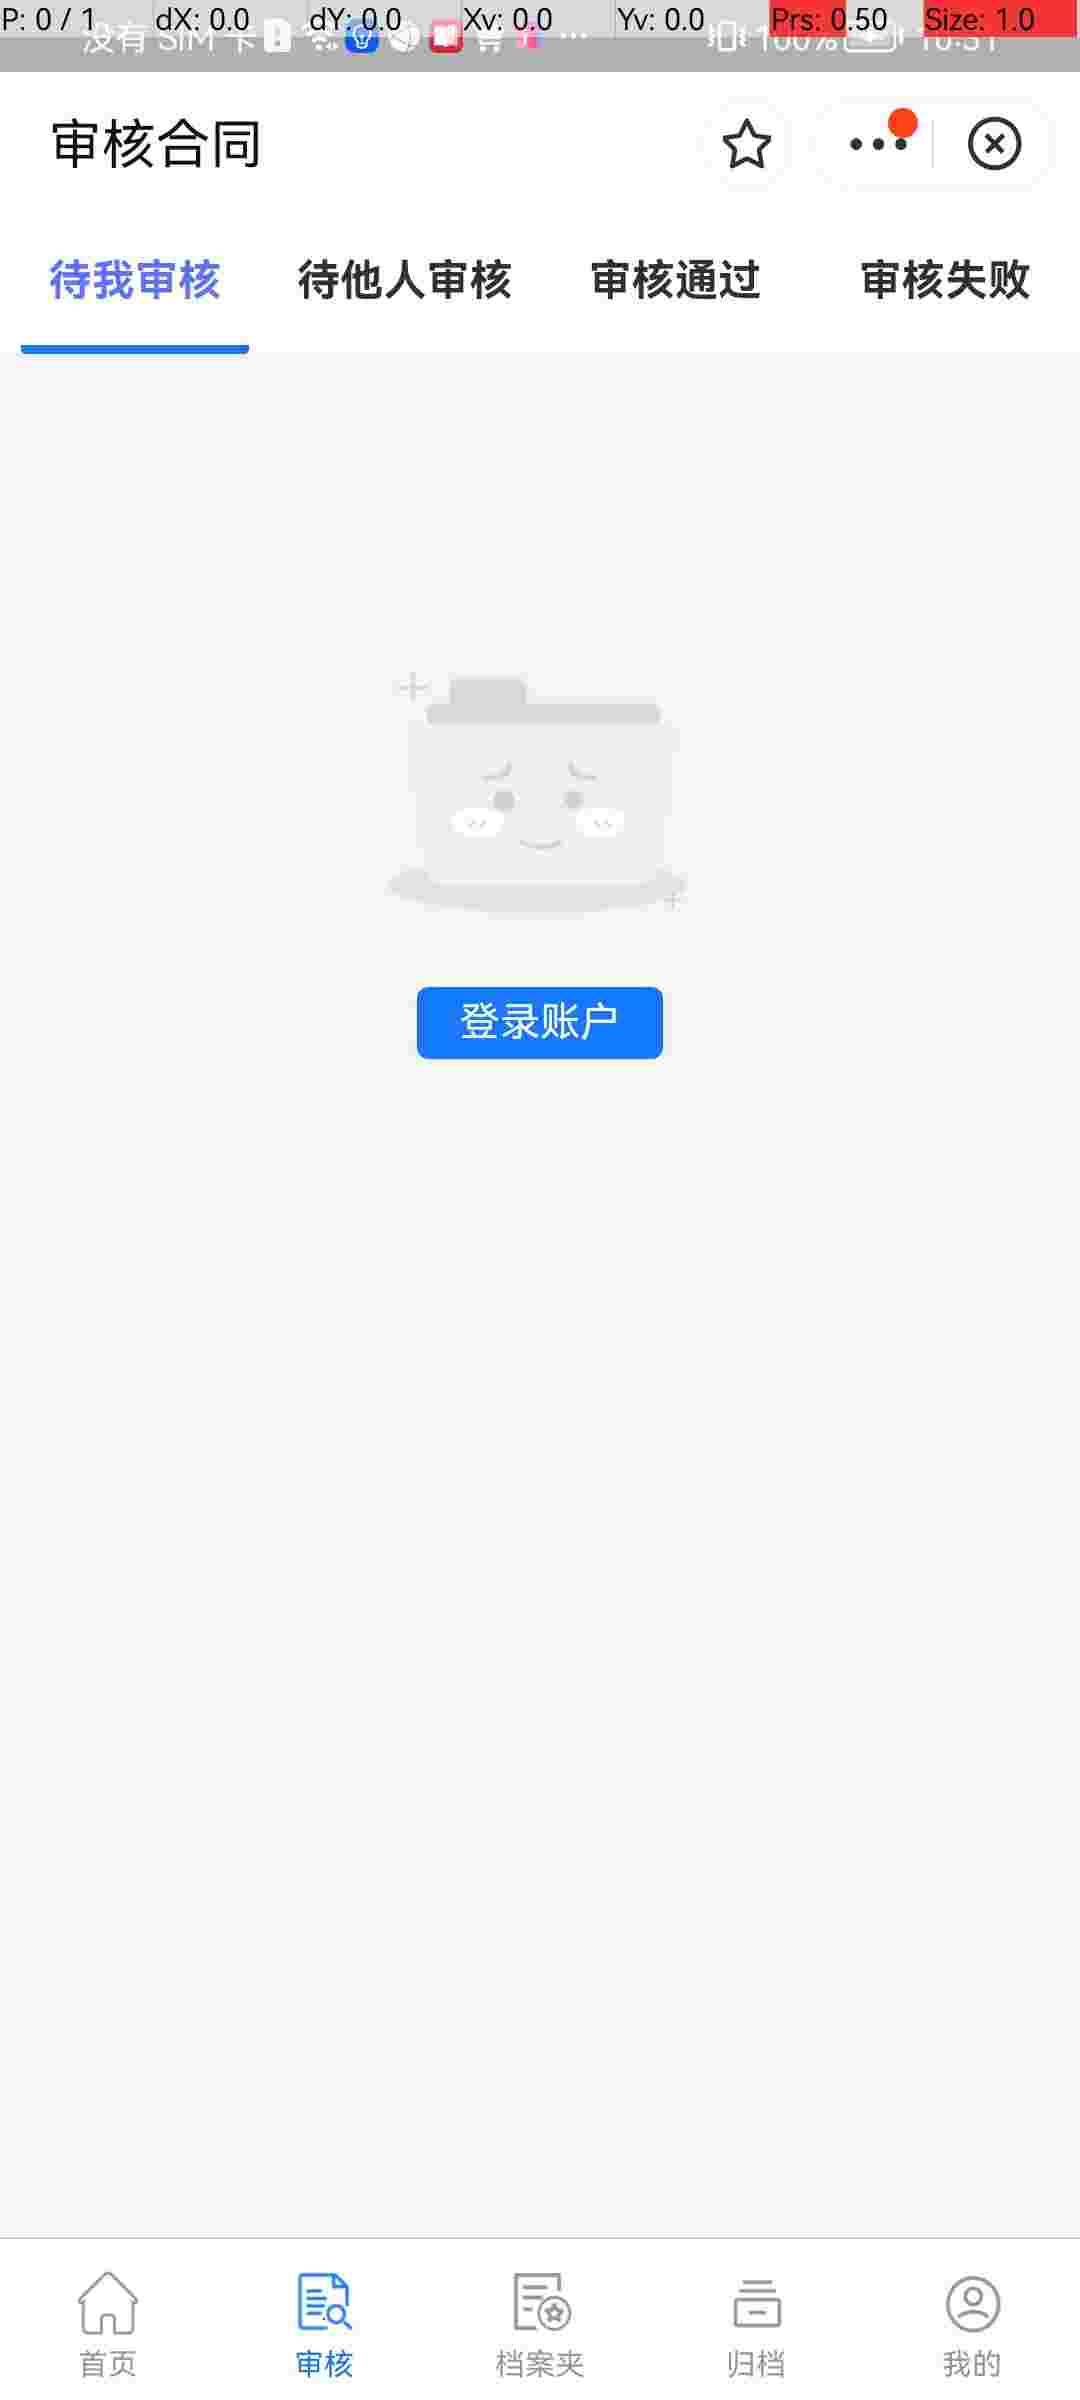 P: 0 / 1 dX: 0.0 dY: 0.0 Xv: 0.0 Yv: 0.0 Prs: 0.50 Size: 1.0
没有 SIM 卡 100%
审核合同
待我审核 待他人审核 审核通过 审核失败
登录账户
首页 审核 档案夹 归档 我的